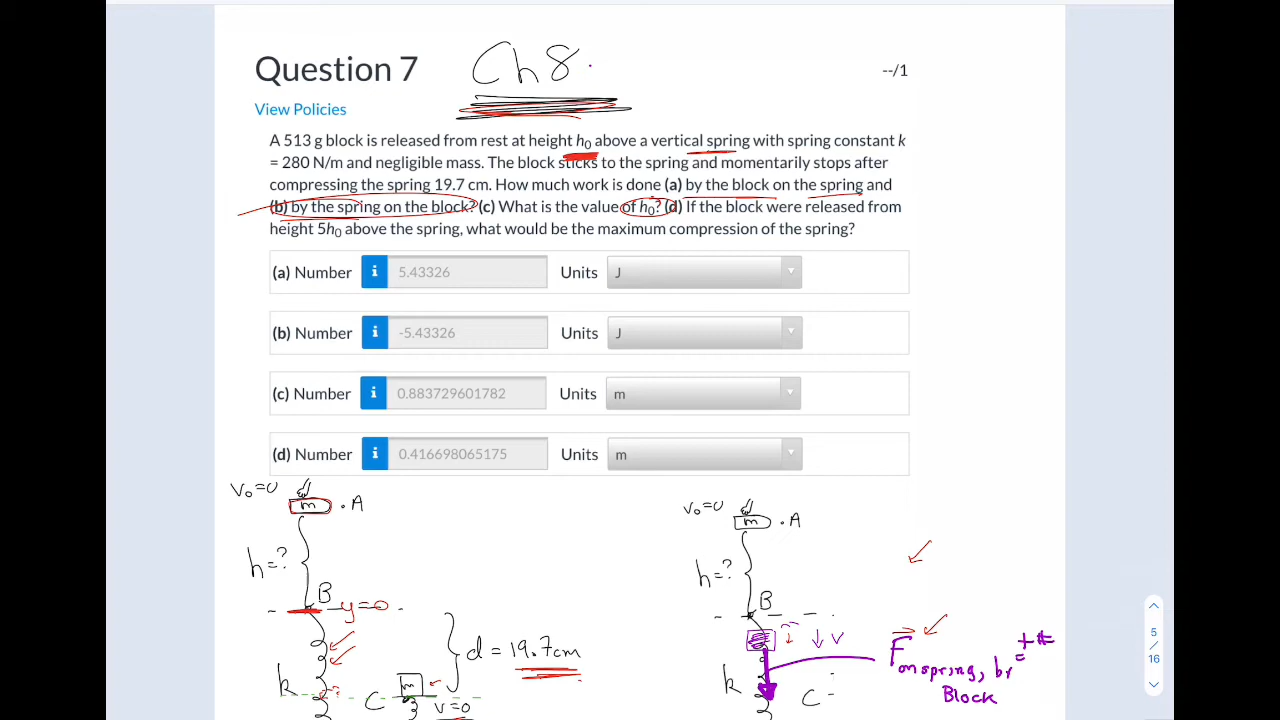 Question 7
Ch 8
--/1
View Policies
A 513 g block is released from rest at height h0 above a vertical spring with spring constant k
= 280 N/m and negligible mass. The block sticks to the spring and momentarily stops after
compressing the spring 19.7 cm. How much work is done (a) by the block on the spring and
(b) by the spring on the block? (c) What is the value of h0? (d) If the block were released from
height 5h0 above the spring, what would be the maximum compression of the spring?
(a) Number i 5.43326 Units J
(b) Number i -5.43326 Units J
(c) Number i 0.883729601782 Units m
(d) Number i 0.416698065175 Units m
v0=0
m . A
h=?
B
y=0
d = 19.7cm
k
C
m
v=0
v0=0
m . A
h=?
B
v
k
C
F on spring, by
Block
= +
5
/
16